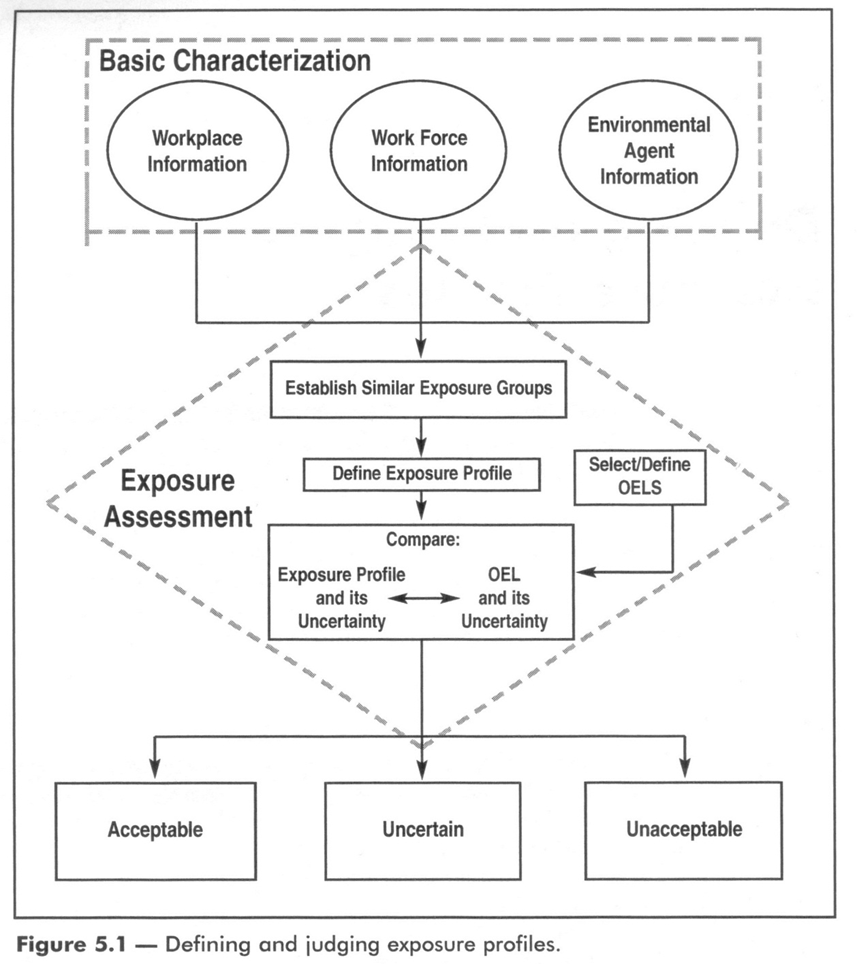 Basic Characterization
Workplace
Information
Work Force
Information
Environmental
Agent
Information
Establish Similar Exposure Groups
Define Exposure Profile
Select/Define
OELS
Exposure
Assessment
Compare:
Exposure Profile
and its
Uncertainty
OEL
and its
Uncertainty
Acceptable
Uncertain
Unacceptable
Figure 5.1 — Defining and judging exposure profiles.